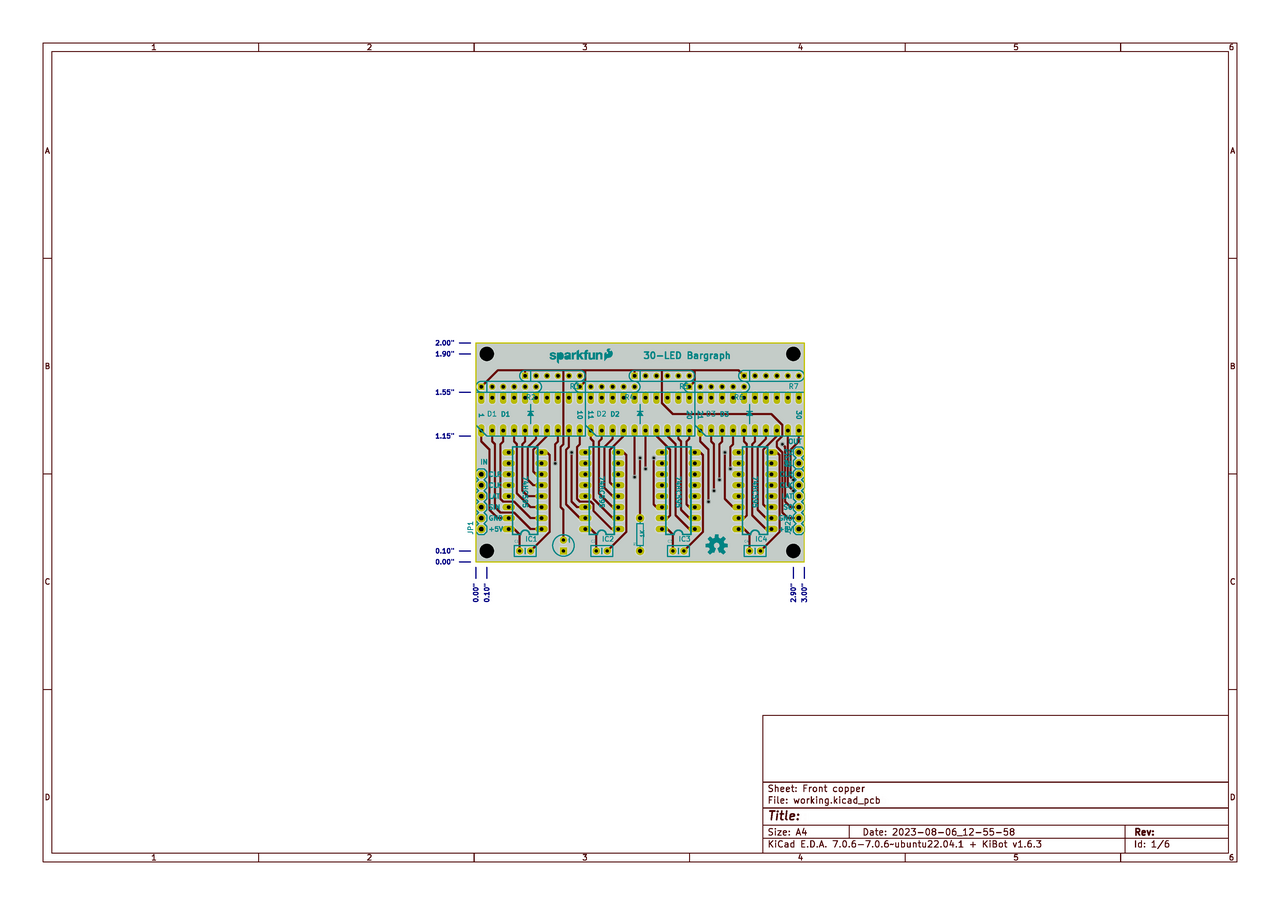 1 2 3 4 5 6
A A
2.00"
1.90"
sparkfun 30-LED Bargraph
B B
R7
1.55"
1 D1 D1 10 11 D2 D2 30
1.15"
IN
GND
+5V
JP1
IC1 IC2 IC3 IC4
0.10"
0.00"
C C
0.00" 0.10" 2.90" 3.00"
D D
Sheet: Front copper
File: working.kicad_pcb
Title:
Size: A4 Date: 2023-08-06_12-55-58 Rev:
KiCad E.D.A. 7.0.6-7.0.6~ubuntu22.04.1 + KiBot v1.6.3 Id: 1/6
1 2 3 4 5 6